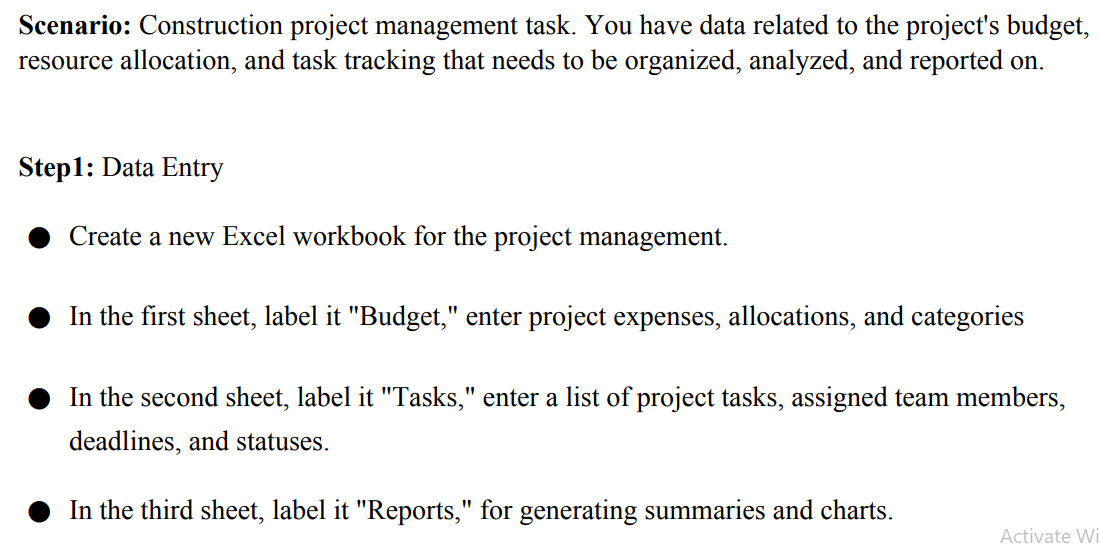 Scenario: Construction project management task. You have data related to the project's budget,
resource allocation, and task tracking that needs to be organized, analyzed, and reported on.
Step1: Data Entry
● Create a new Excel workbook for the project management.
● In the first sheet, label it "Budget," enter project expenses, allocations, and categories
● In the second sheet, label it "Tasks," enter a list of project tasks, assigned team members,
deadlines, and statuses.
● In the third sheet, label it "Reports," for generating summaries and charts.
Activate Wi